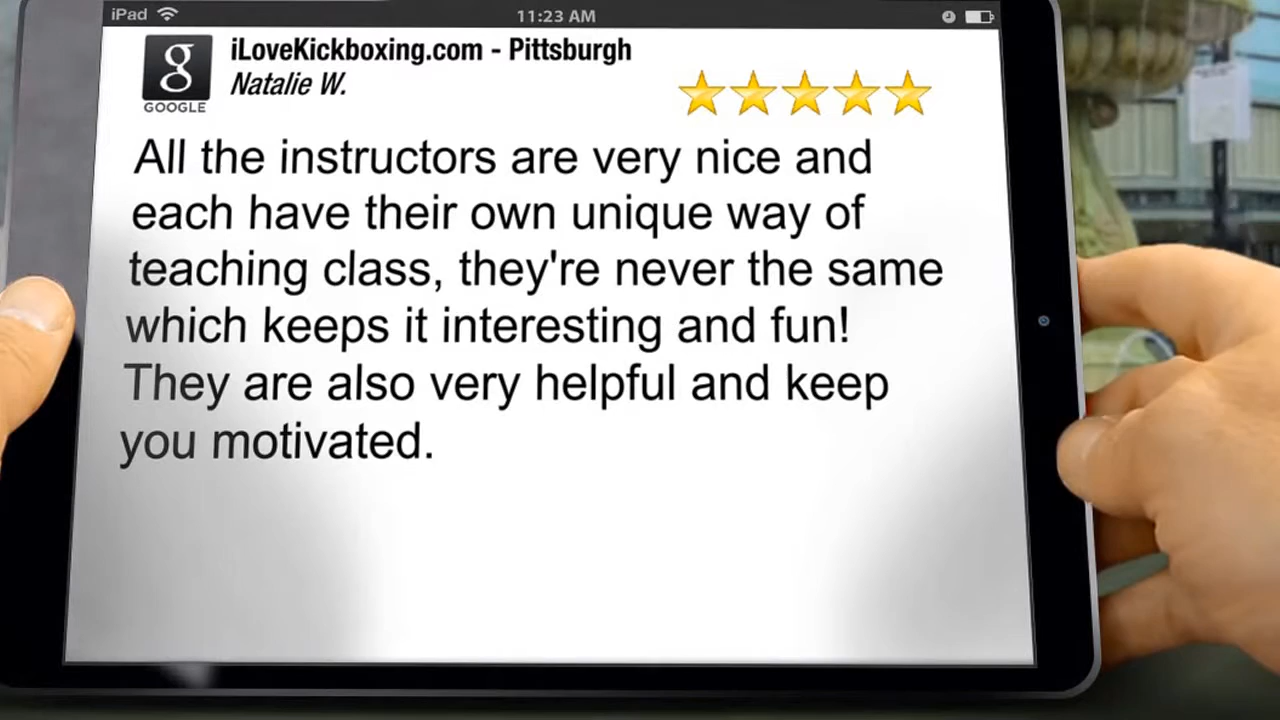 iPad 11:23 AM
iLoveKickboxing.com - Pittsburgh
g
Natalie W.
GOOGLE
All the instructors are very nice and
each have their own unique way of
teaching class, they're never the same
which keeps it interesting and fun!
They are also very helpful and keep
you motivated.